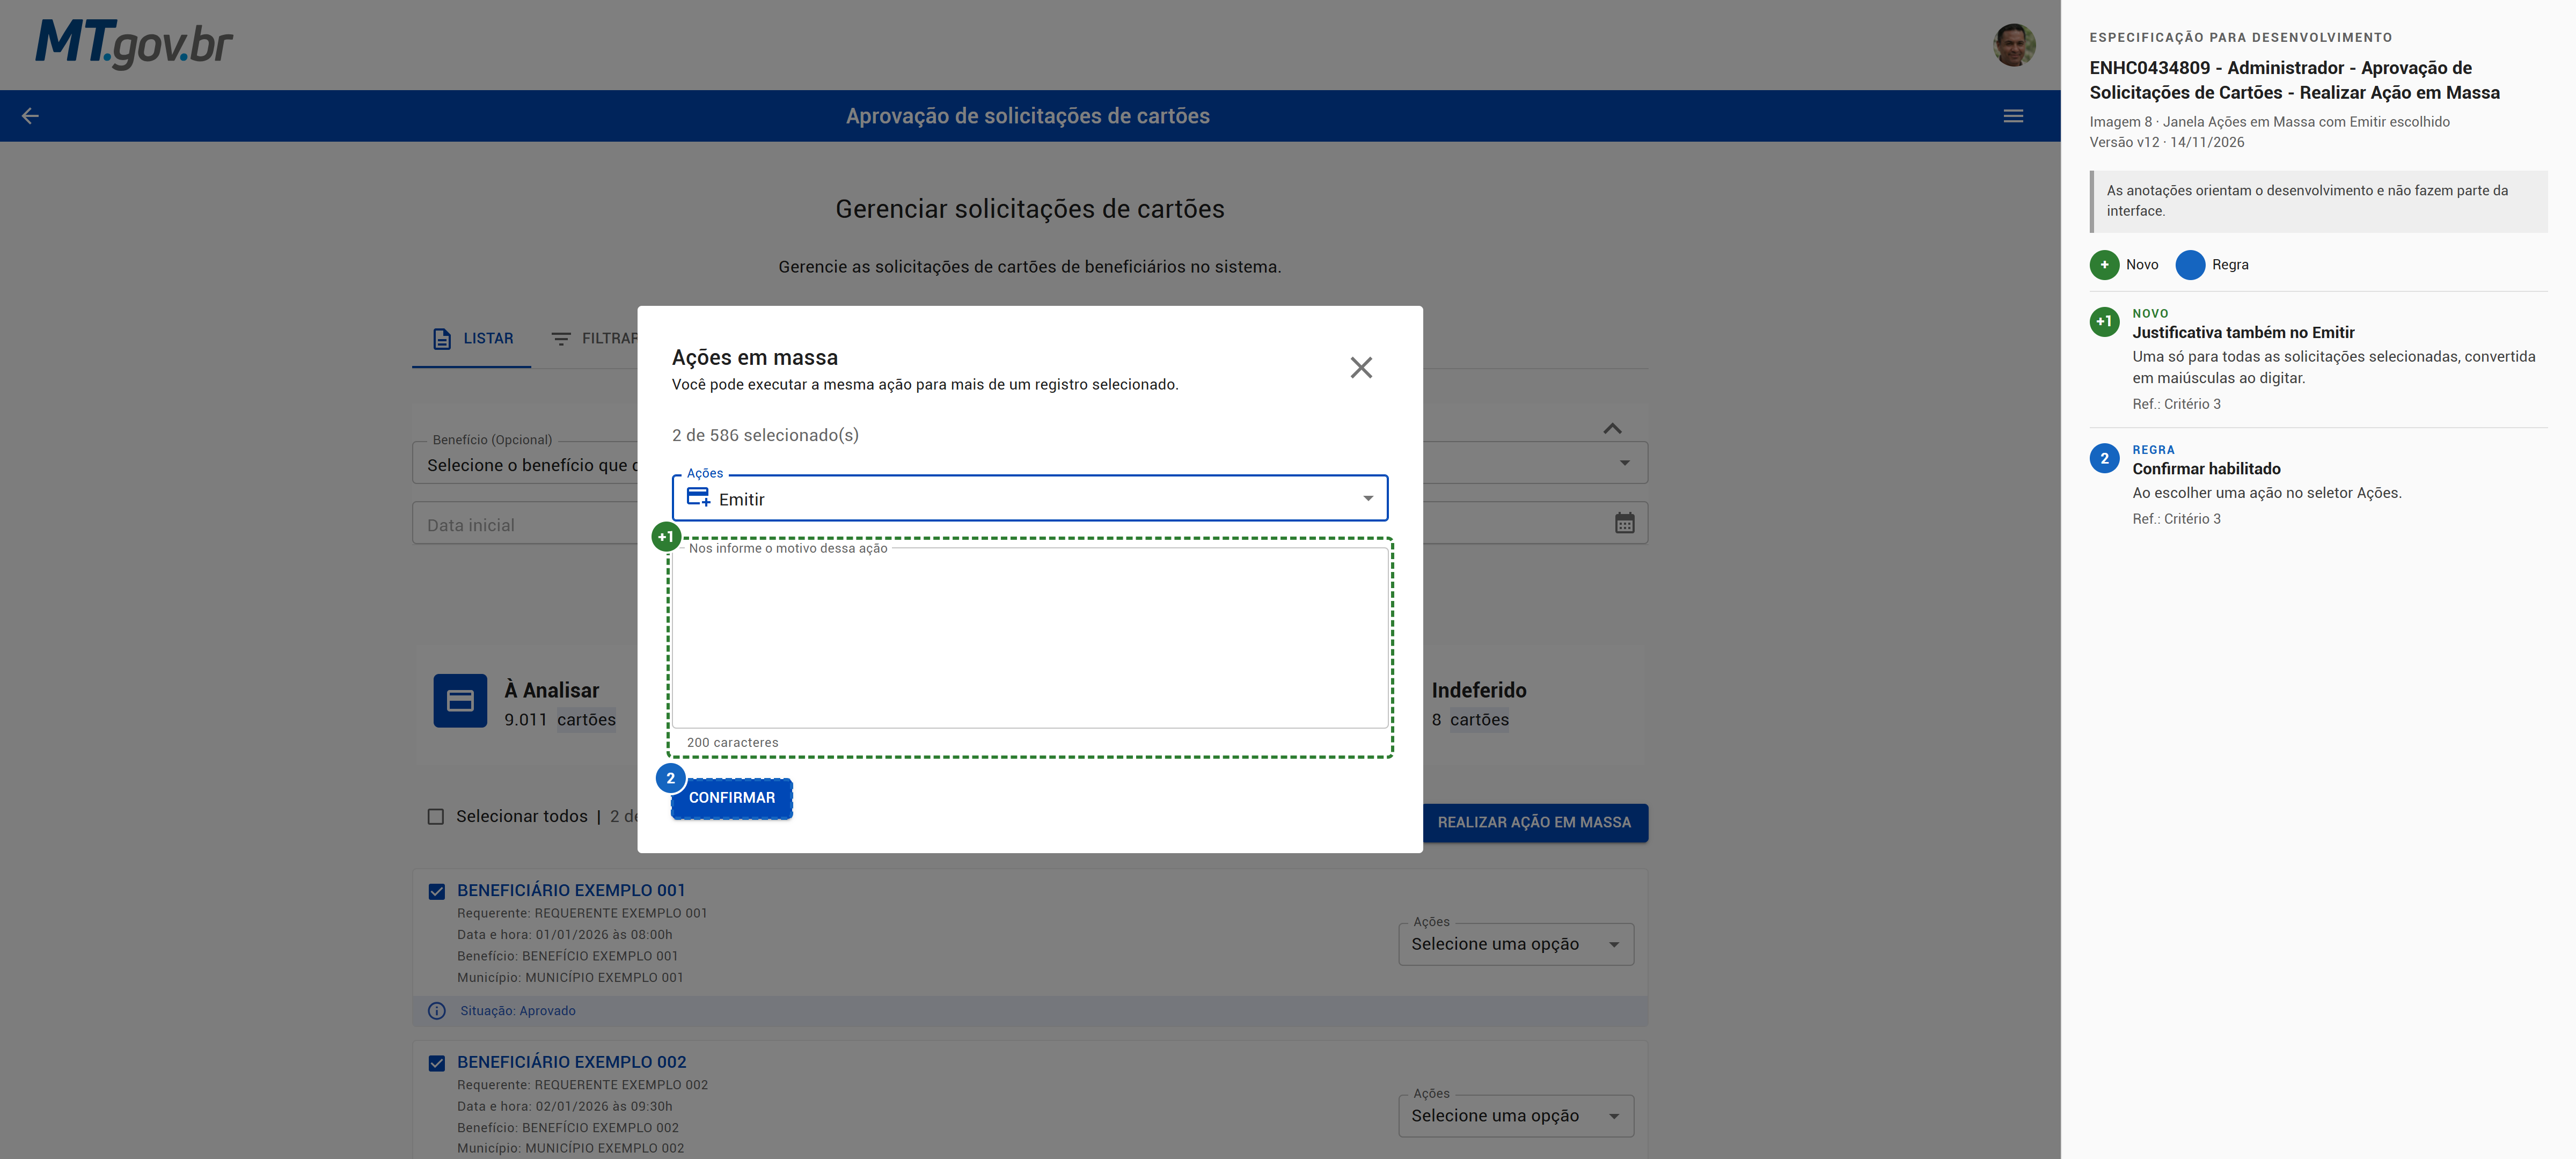 MT.gov.br
Aprovação de solicitações de cartões
Gerenciar solicitações de cartões
Gerencie as solicitações de cartões de beneficiários no sistema.
LISTAR
FILTRAR
Benefício (Opcional)
Selecione o benefício que
Data inicial
À Analisar
9.011 cartões
Indeferido
8 cartões
Selecionar todos | 2 de
REALIZAR AÇÃO EM MASSA
BENEFICIÁRIO EXEMPLO 001
Requerente: REQUERENTE EXEMPLO 001
Data e hora: 01/01/2026 às 08:00h
Benefício: BENEFÍCIO EXEMPLO 001
Município: MUNICÍPIO EXEMPLO 001
Ações
Selecione uma opção
Situação: Aprovado
BENEFICIÁRIO EXEMPLO 002
Requerente: REQUERENTE EXEMPLO 002
Data e hora: 02/01/2026 às 09:30h
Benefício: BENEFÍCIO EXEMPLO 002
Município: MUNICÍPIO EXEMPLO 002
Ações
Selecione uma opção
Ações em massa
Você pode executar a mesma ação para mais de um registro selecionado.
2 de 586 selecionado(s)
Ações
Emitir
+1
Nos informe o motivo dessa ação
200 caracteres
2
CONFIRMAR
ESPECIFICAÇÃO PARA DESENVOLVIMENTO
ENHC0434809 - Administrador - Aprovação de
Solicitações de Cartões - Realizar Ação em Massa
Imagem 8 · Janela Ações em Massa com Emitir escolhido
Versão v12 · 14/11/2026
As anotações orientam o desenvolvimento e não fazem parte da
interface.
+ Novo
Regra
+1
NOVO
Justificativa também no Emitir
Uma só para todas as solicitações selecionadas, convertida
em maiúsculas ao digitar.
Ref.: Critério 3
2
REGRA
Confirmar habilitado
Ao escolher uma ação no seletor Ações.
Ref.: Critério 3